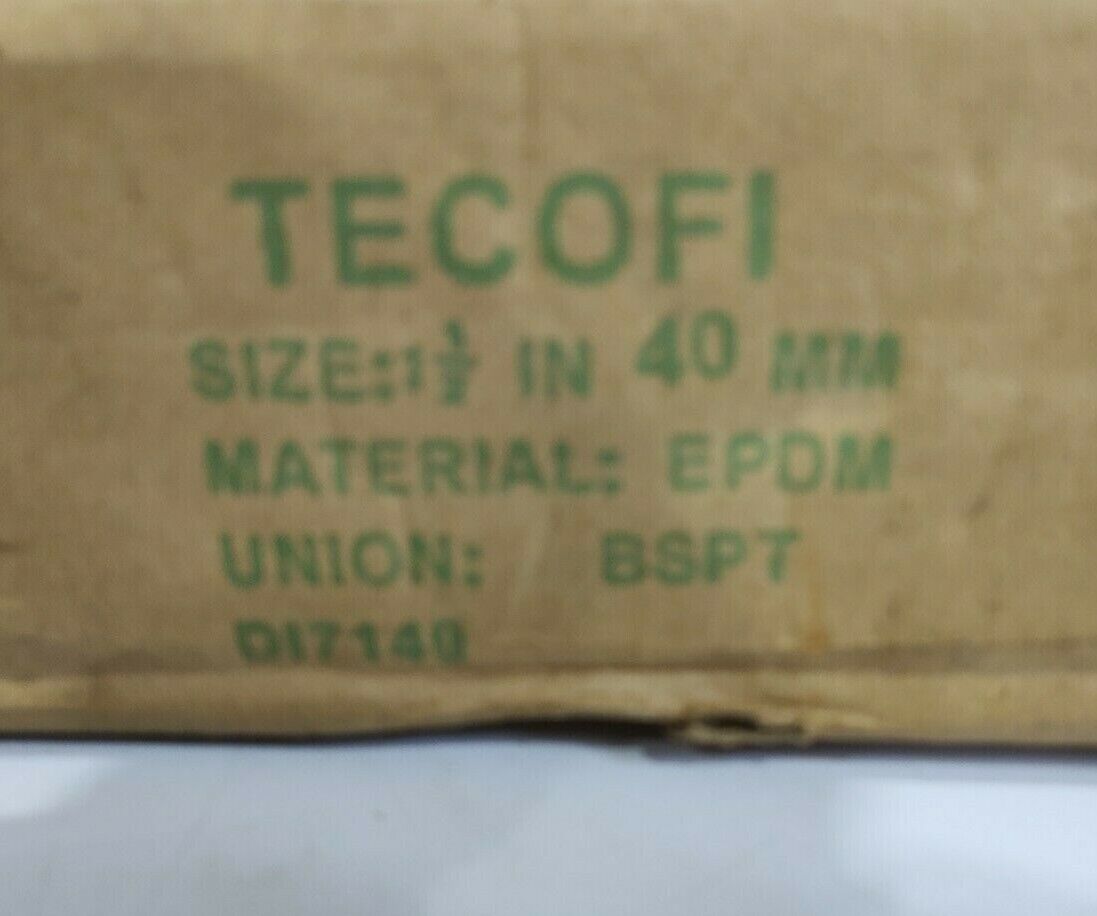 TECOFI
SIZE:1½ IN 40 MM
MATERIAL: EPDM
UNION: BSPT
DI7140